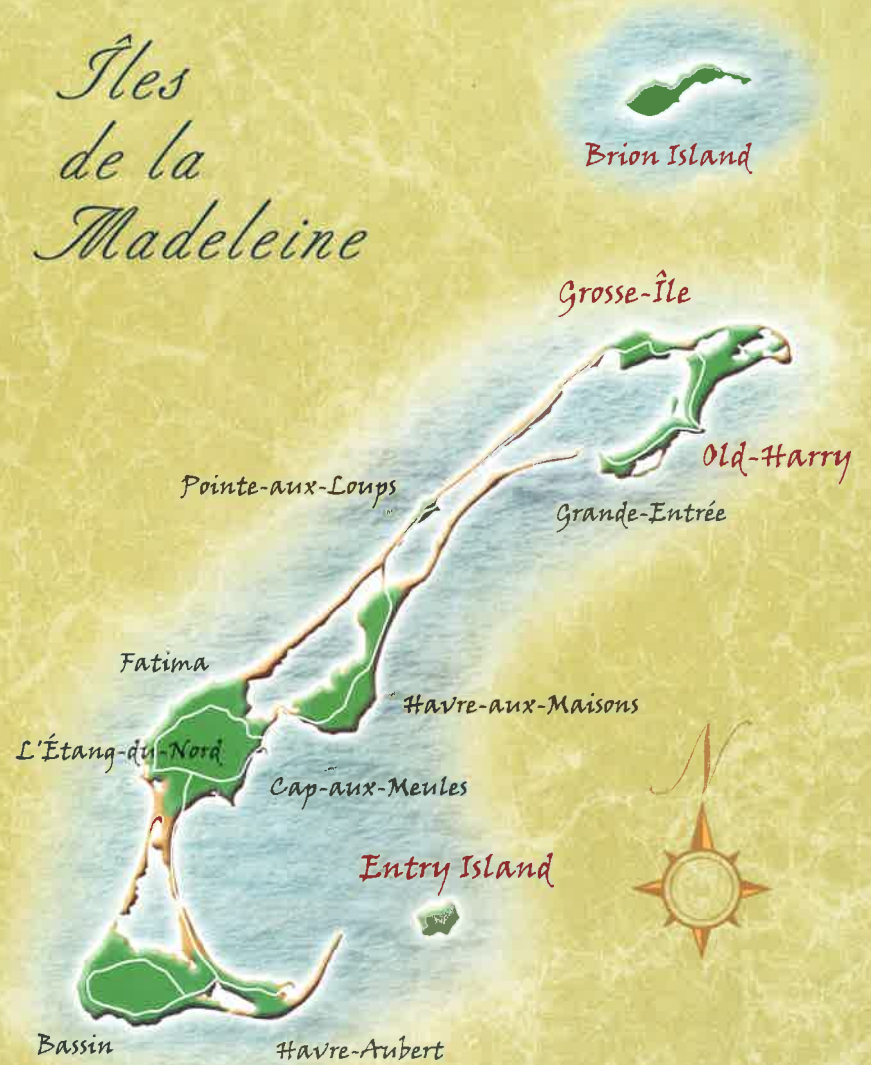 Îles
de la
Madeleine
Brion Island
Grosse-Île
Old-Harry
Pointe-aux-Loups
Grande-Entrée
Fatima
Havre-aux-Maisons
L'Étang-du-Nord
Cap-aux-Meules
N
Entry Island
Bassin
Havre-Aubert